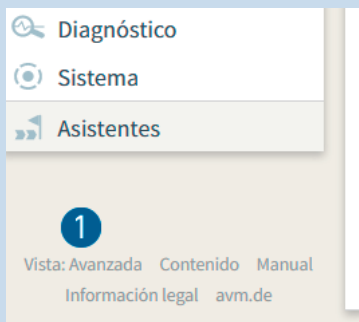 Diagnóstico
Sistema
Asistentes
1
Vista: Avanzada Contenido Manual
Información legal avm.de